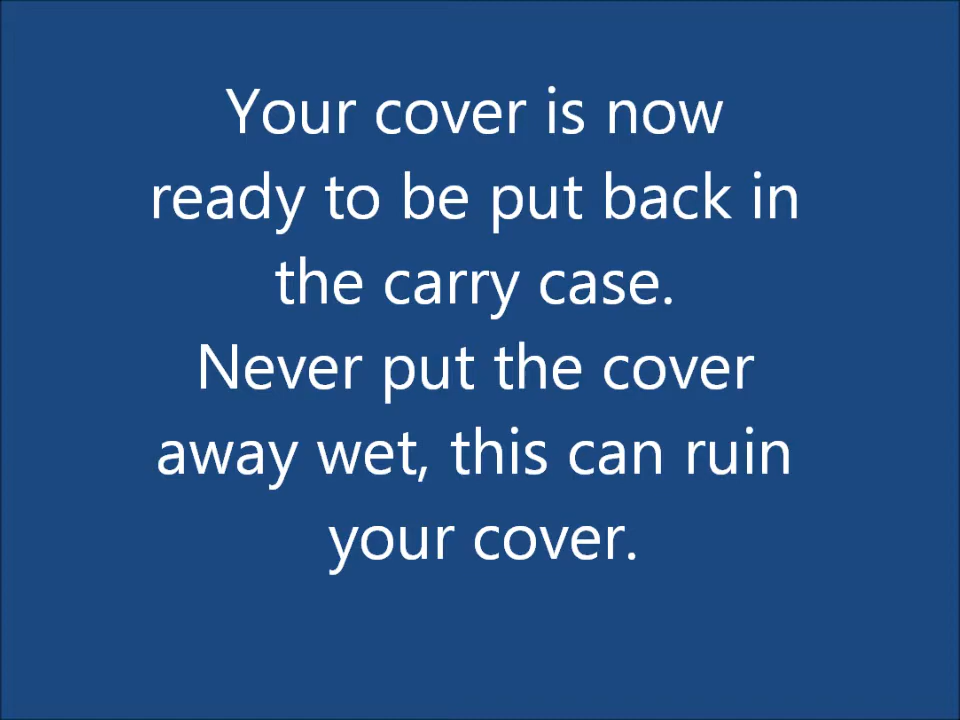 Your cover is now
ready to be put back in
the carry case.
Never put the cover
away wet, this can ruin
your cover.